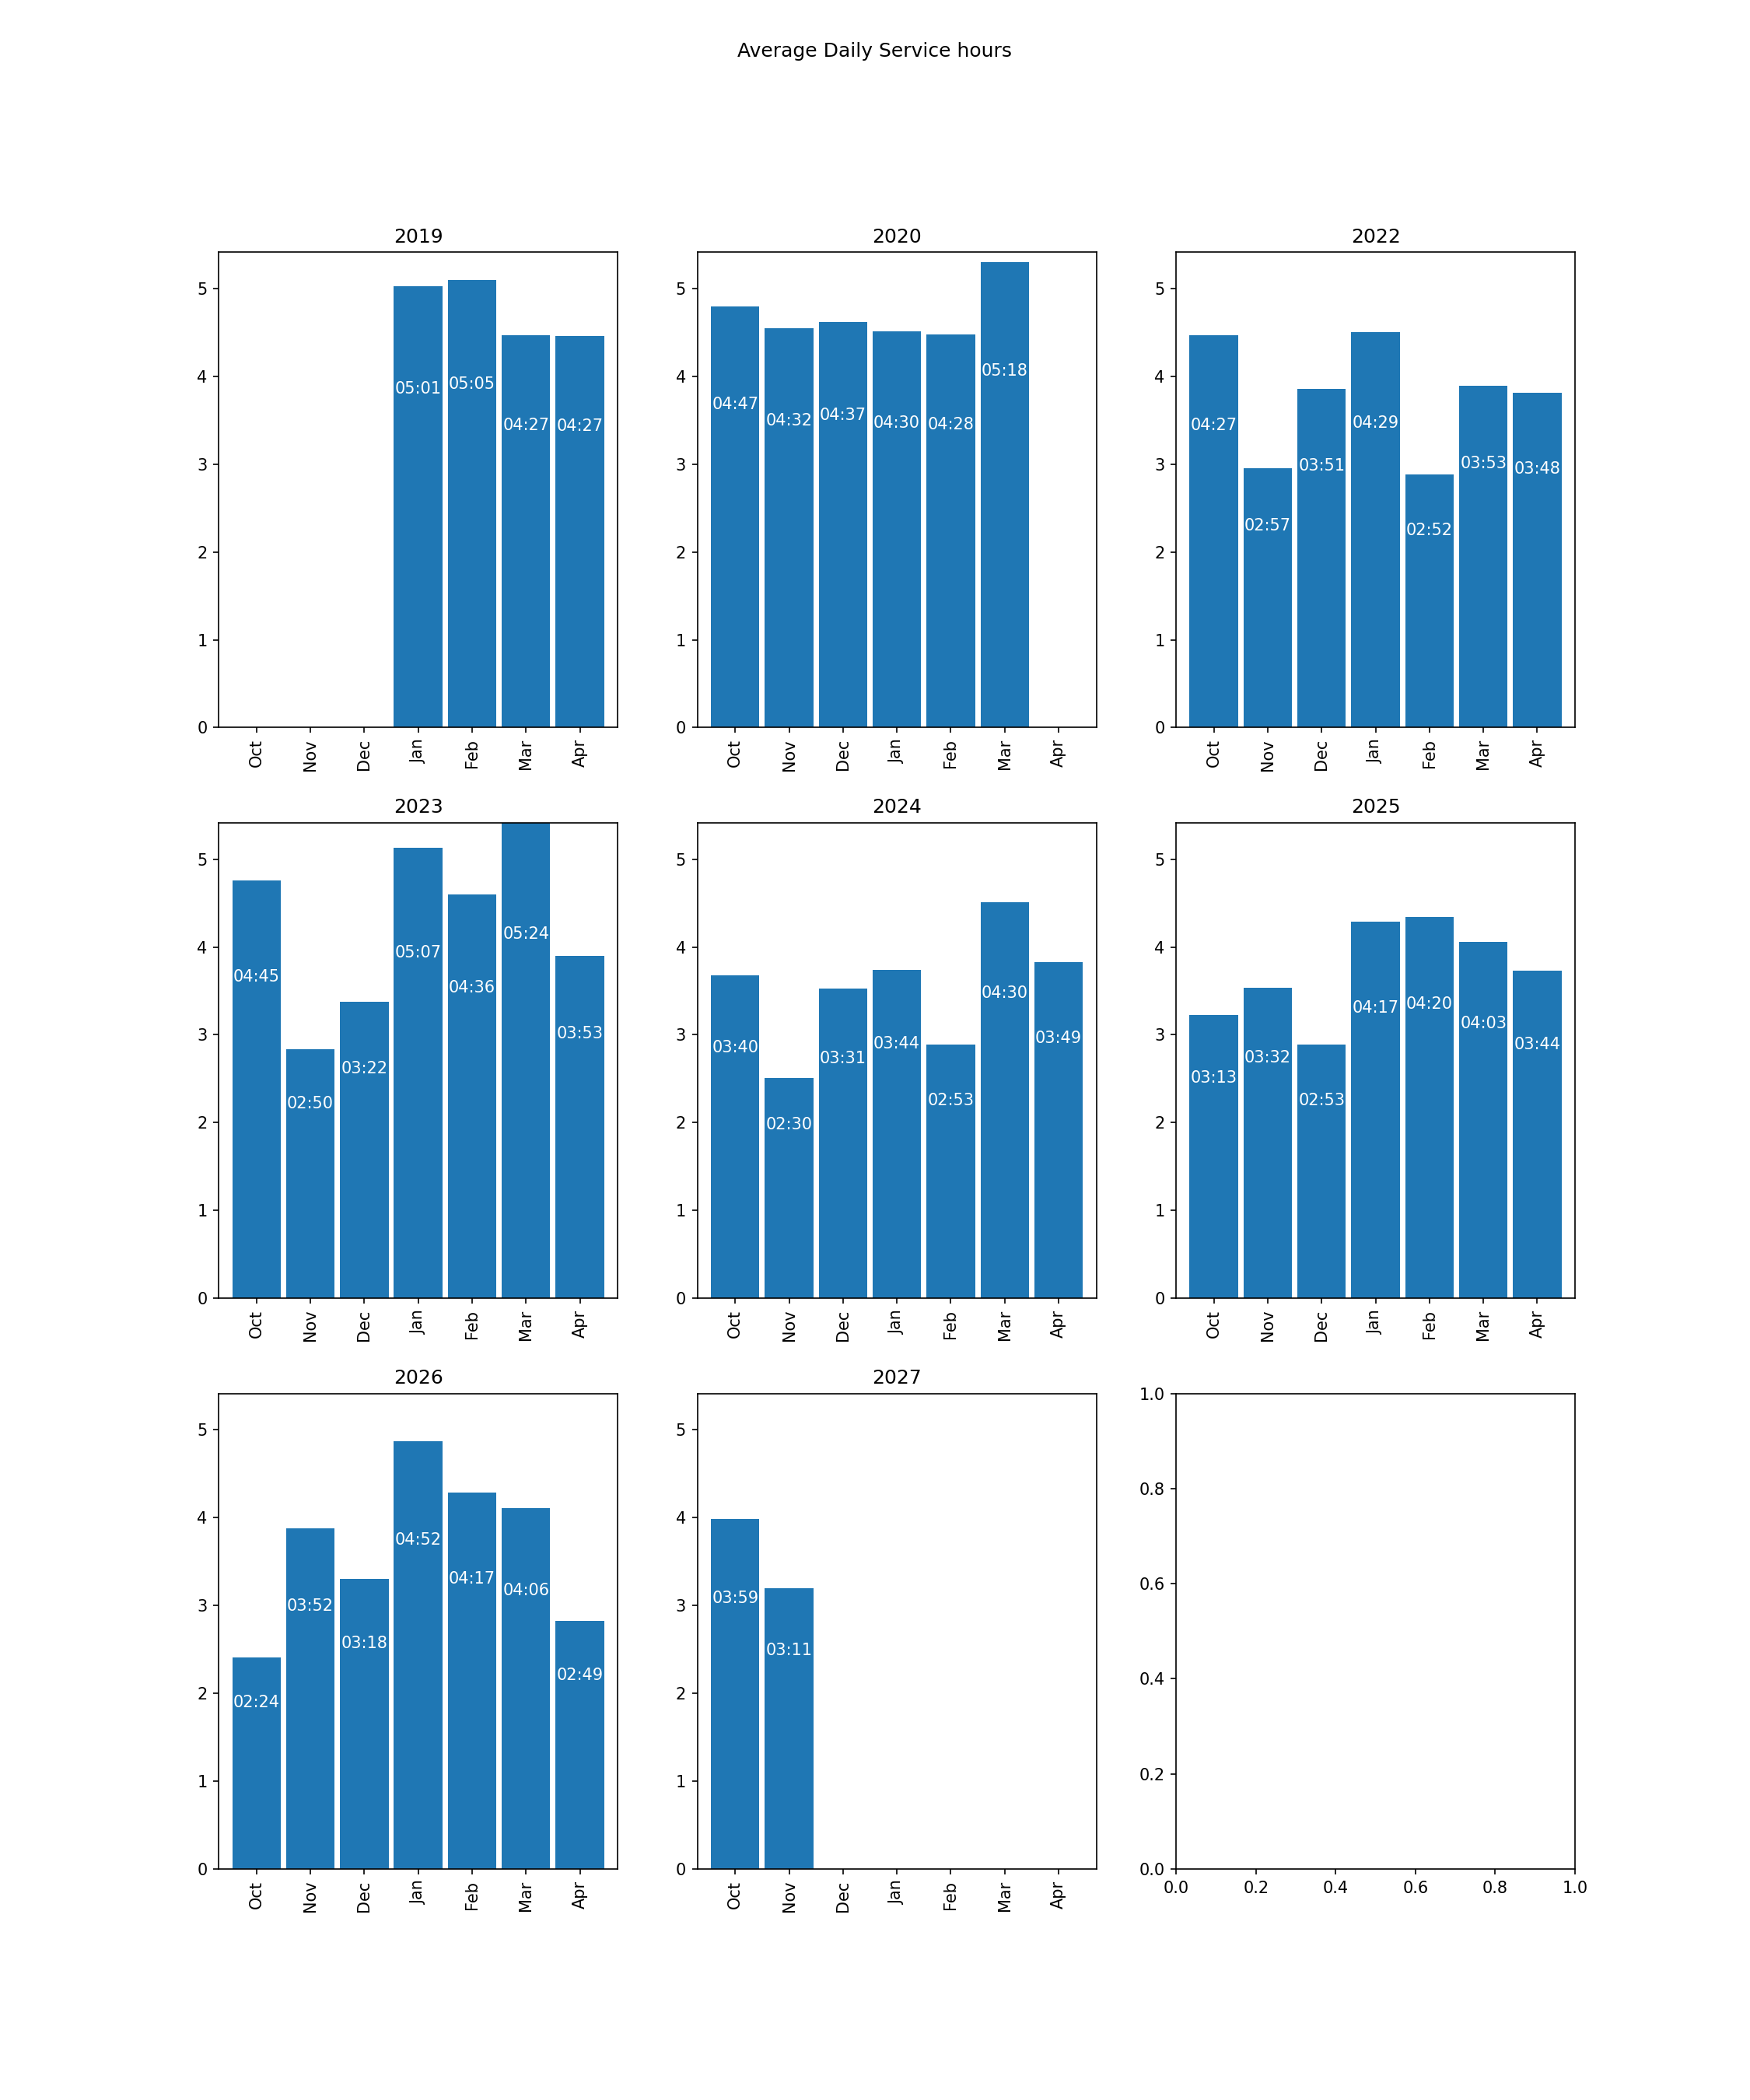 Average Daily Service hours
2019 2020 2022
5 5 5
05:01 05:05 04:27 04:27
04:47 04:32 04:37 04:30 04:28 05:18
04:27 02:57 03:51 04:29 02:52 03:53 03:48
4 4 4
3 3 3
2 2 2
1 1 1
0 0 0
Oct Nov Dec Jan Feb Mar Apr Oct Nov Dec Jan Feb Mar Apr Oct Nov Dec Jan Feb Mar Apr
2023 2024 2025
5 5 5
04:45 02:50 03:22 05:07 04:36 05:24 03:53
03:40 02:30 03:31 03:44 02:53 04:30 03:49
03:13 03:32 02:53 04:17 04:20 04:03 03:44
4 4 4
3 3 3
2 2 2
1 1 1
0 0 0
Oct Nov Dec Jan Feb Mar Apr Oct Nov Dec Jan Feb Mar Apr Oct Nov Dec Jan Feb Mar Apr
2026 2027
5 5 1.0
02:24 03:52 03:18 04:52 04:17 04:06 02:49
03:59 03:11
4 4 0.8
3 3 0.6
2 2 0.4
1 1 0.2
0 0 0.0
Oct Nov Dec Jan Feb Mar Apr Oct Nov Dec Jan Feb Mar Apr 0.0 0.2 0.4 0.6 0.8 1.0